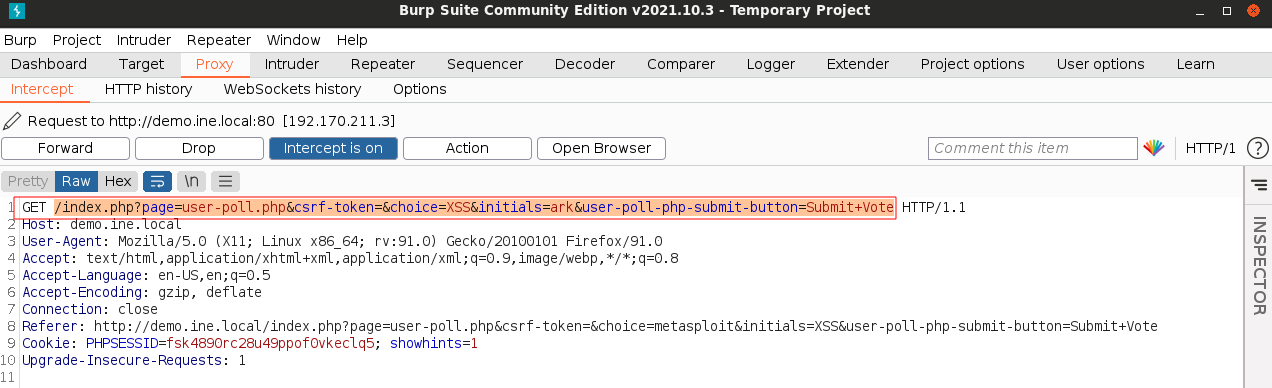 Burp Suite Community Edition v2021.10.3 - Temporary Project
Burp Project Intruder Repeater Window Help
Dashboard Target Proxy Intruder Repeater Sequencer Decoder Comparer Logger Extender Project options User options Learn
Intercept HTTP history WebSockets history Options
Request to http://demo.ine.local:80 [192.170.211.3]
Forward Drop Intercept is on Action Open Browser Comment this item HTTP/1 ?
Pretty Raw Hex \n
1 GET /index.php?page=user-poll.php&csrf-token=&choice=XSS&initials=ark&user-poll-php-submit-button=Submit+Vote HTTP/1.1
2 Host: demo.ine.local
3 User-Agent: Mozilla/5.0 (X11; Linux x86_64; rv:91.0) Gecko/20100101 Firefox/91.0
4 Accept: text/html,application/xhtml+xml,application/xml;q=0.9,image/webp,*/*;q=0.8
5 Accept-Language: en-US,en;q=0.5
6 Accept-Encoding: gzip, deflate
7 Connection: close
8 Referer: http://demo.ine.local/index.php?page=user-poll.php&csrf-token=&choice=metasploit&initials=XSS&user-poll-php-submit-button=Submit+Vote
9 Cookie: PHPSESSID=fsk4890rc28u49ppof0vkeclq5; showhints=1
10 Upgrade-Insecure-Requests: 1
11
INSPECTOR